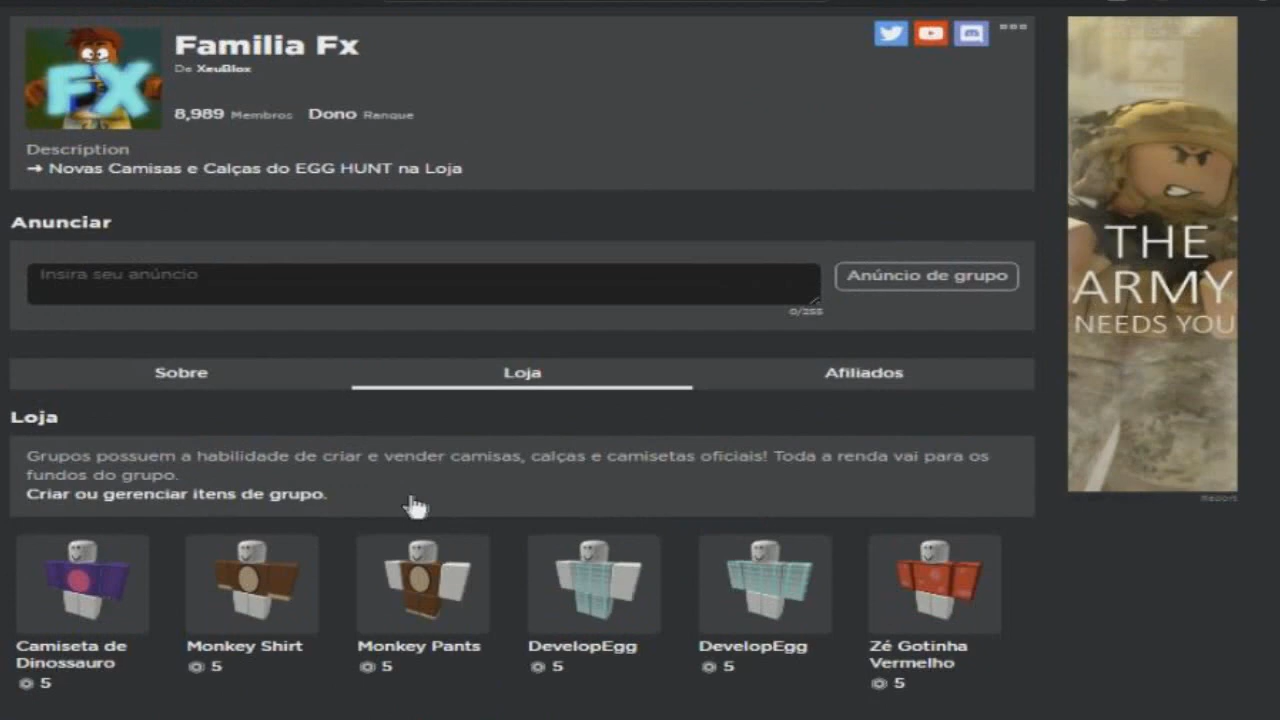 Familia Fx
De XeuBlox
8,989 Membros Dono Ranque
Description
→ Novas Camisas e Calças do EGG HUNT na Loja
Anunciar
Insira seu anúncio
Anúncio de grupo
0/255
Sobre
Loja
Afiliados
Loja
Grupos possuem a habilidade de criar e vender camisas, calças e camisetas oficiais! Toda a renda vai para os
fundos do grupo.
Criar ou gerenciar itens de grupo.
Camiseta de
Dinossauro
5
Monkey Shirt
5
Monkey Pants
5
DevelopEgg
5
DevelopEgg
5
Zé Gotinha
Vermelho
5
FX
THE
ARMY
NEEDS YOU
Report